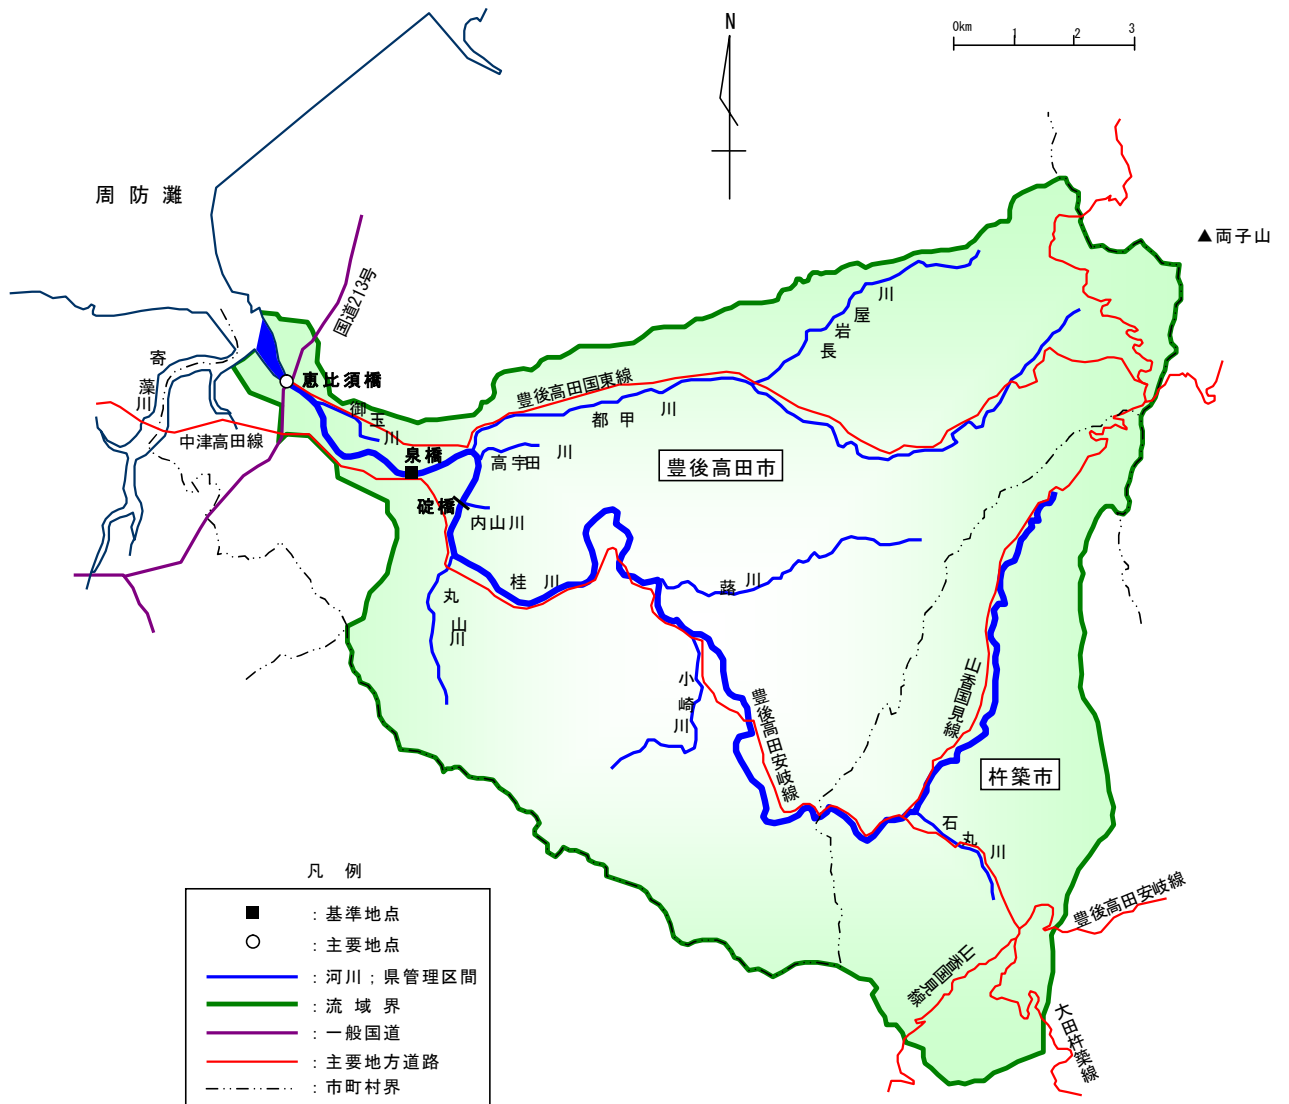 N
0km 1 2 3
周防灘
▲両子山
国道213号
寄藻川
恵比須橋
御玉川
豊後高田国東線
長岩屋川
都甲川
中津高田線
泉橋
高宇田川
豊後高田市
碇橋
内山川
桂川
蕗川
丸山川
小崎川
豊後高田安岐線
山香国見線
杵築市
石丸川
豊後高田安岐線
山香国見線
大田杵築線
凡例
：基準地点
：主要地点
：河川；県管理区間
：流域界
：一般国道
：主要地方道路
：市町村界